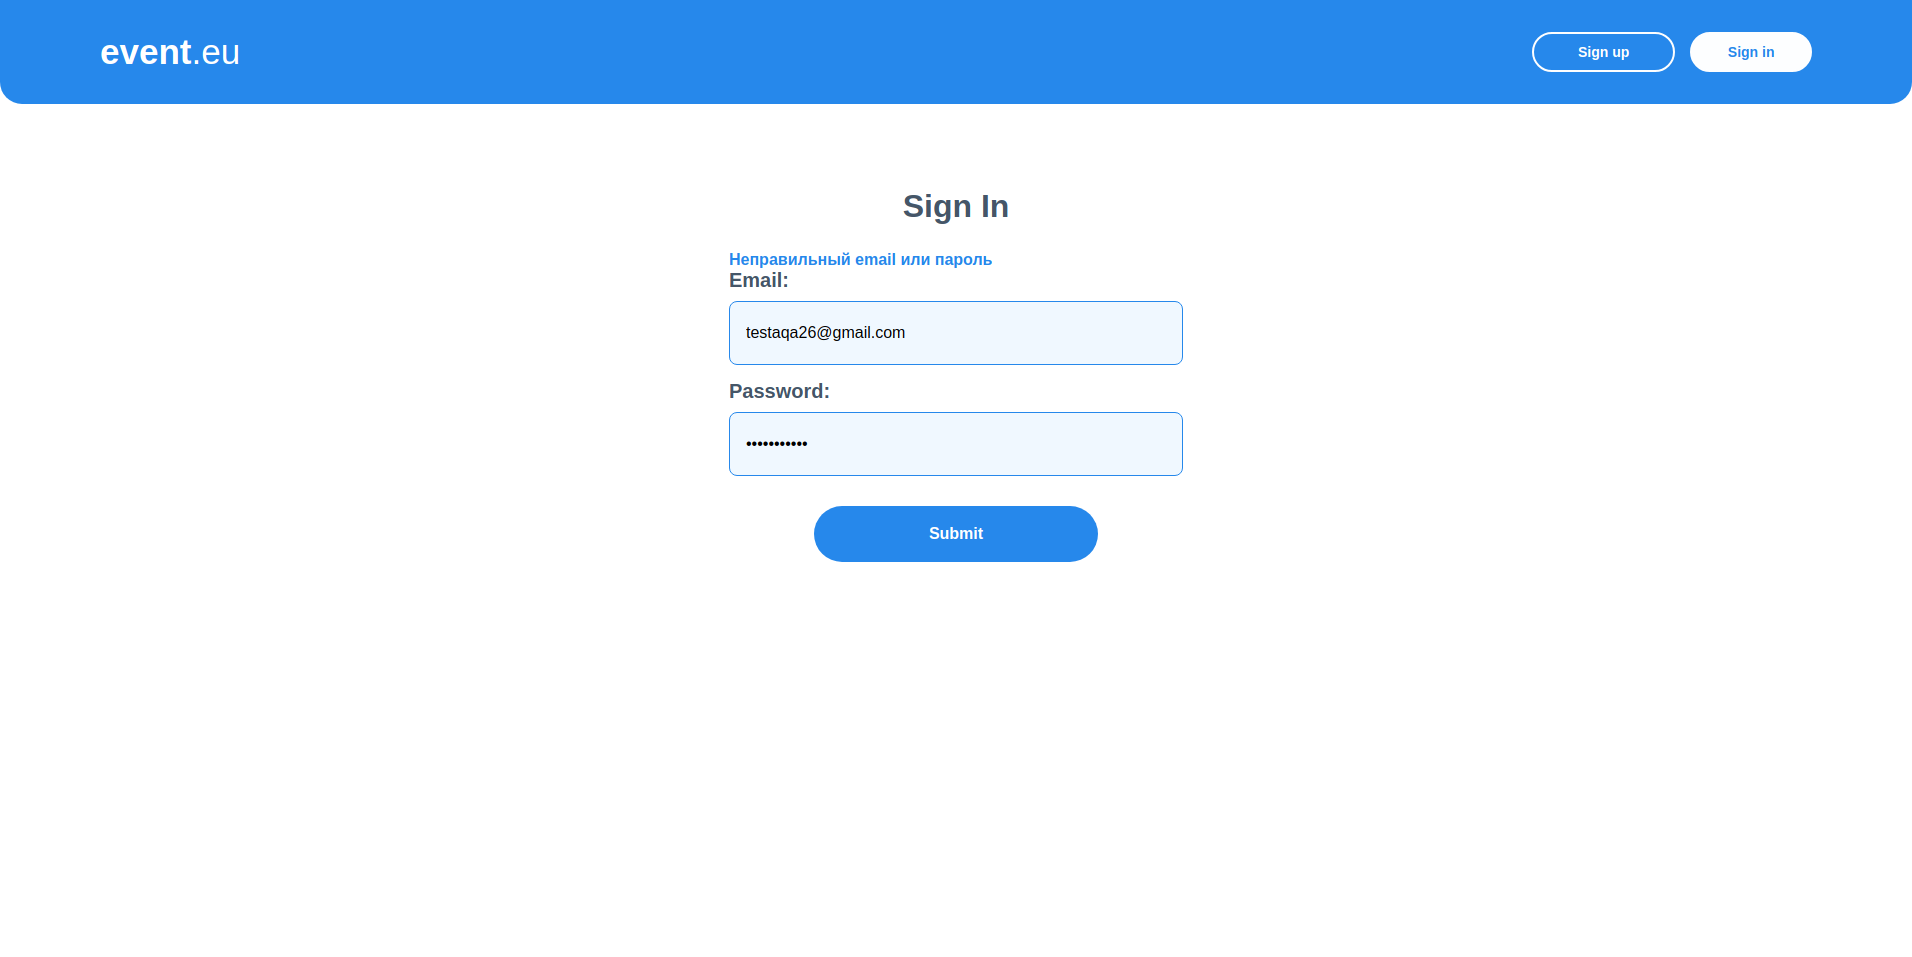 event.eu
Sign up
Sign in
Sign In
Неправильный email или пароль
Email:
testaqa26@gmail.com
Password:
•••••••••••
Submit